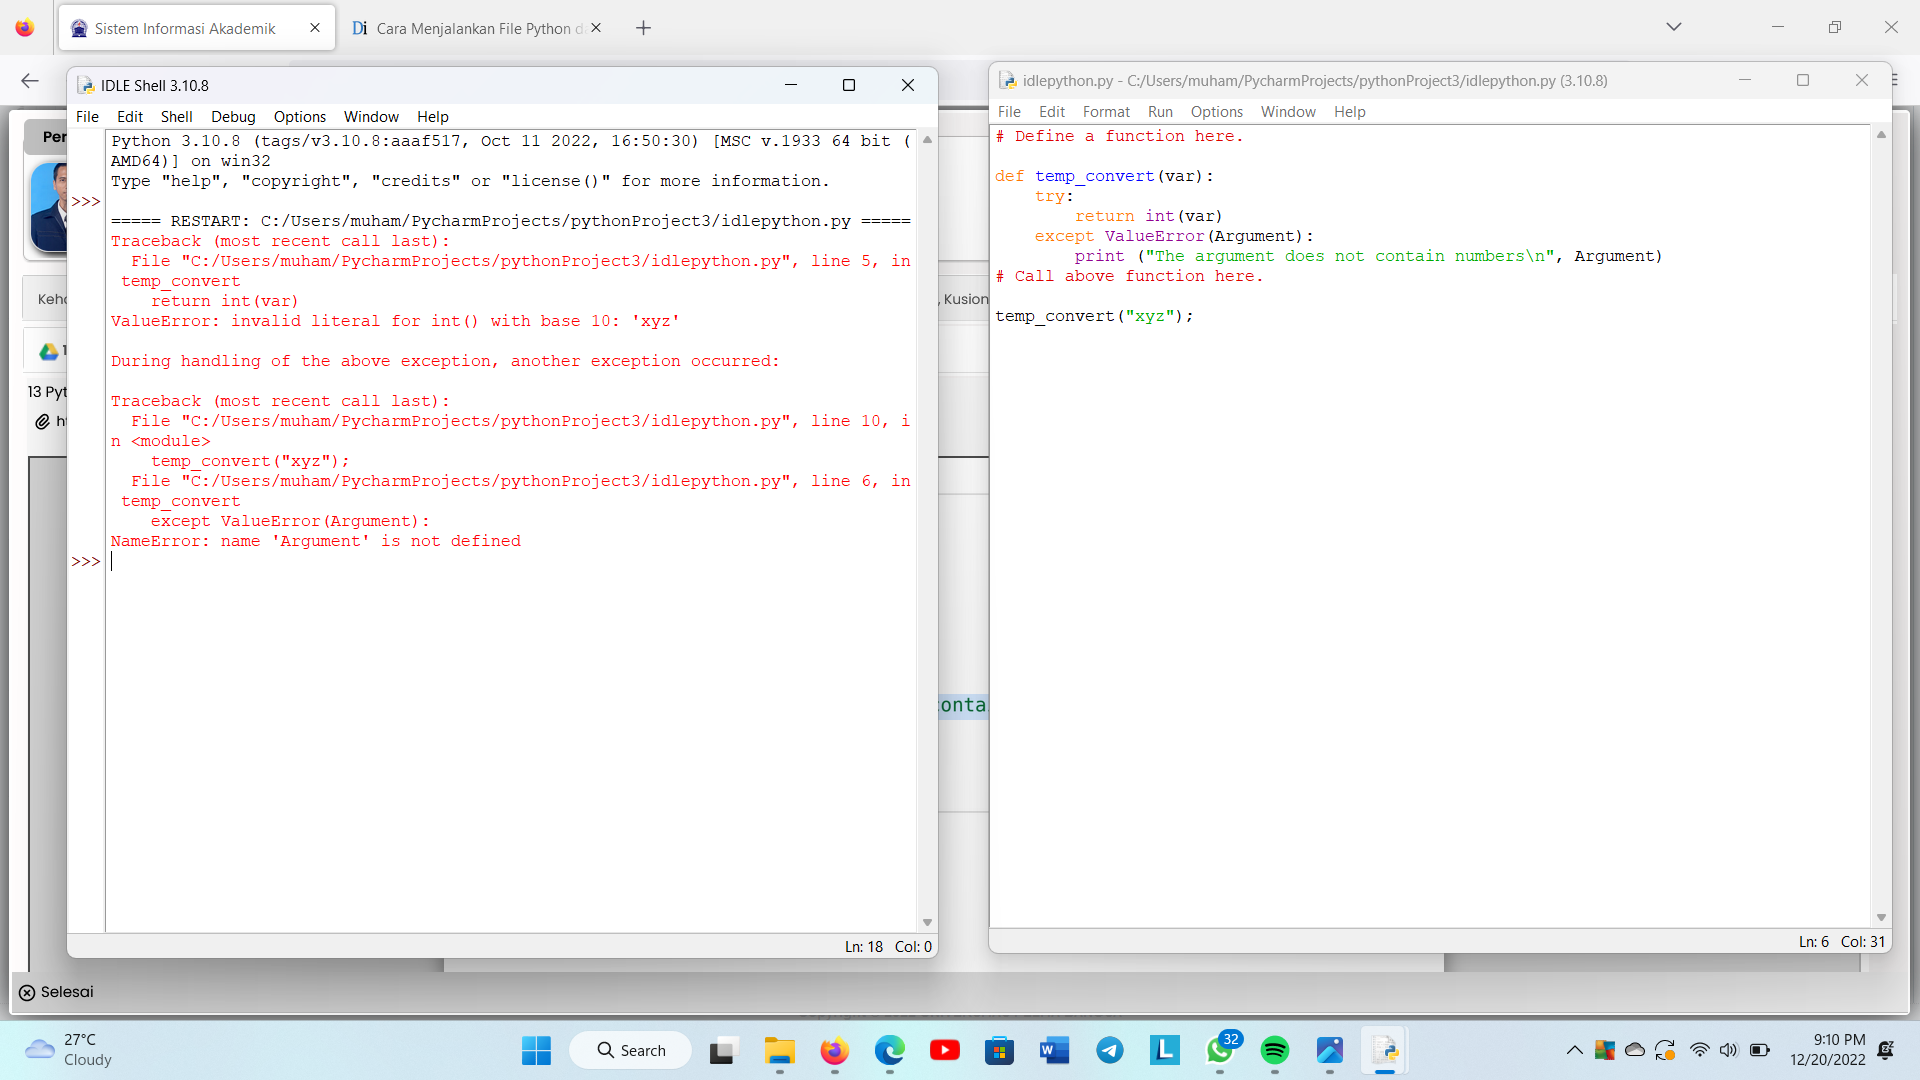 Sistem Informasi Akademik
Cara Menjalankan File Python d
IDLE Shell 3.10.8
File Edit Shell Debug Options Window Help
Python 3.10.8 (tags/v3.10.8:aaaf517, Oct 11 2022, 16:50:30) [MSC v.1933 64 bit (
AMD64)] on win32
Type "help", "copyright", "credits" or "license()" for more information.
>>>
===== RESTART: C:/Users/muham/PycharmProjects/pythonProject3/idlepython.py =====
Traceback (most recent call last):
  File "C:/Users/muham/PycharmProjects/pythonProject3/idlepython.py", line 5, in
 temp_convert
    return int(var)
ValueError: invalid literal for int() with base 10: 'xyz'
During handling of the above exception, another exception occurred:
Traceback (most recent call last):
  File "C:/Users/muham/PycharmProjects/pythonProject3/idlepython.py", line 10, i
n <module>
    temp_convert("xyz");
  File "C:/Users/muham/PycharmProjects/pythonProject3/idlepython.py", line 6, in
 temp_convert
    except ValueError(Argument):
NameError: name 'Argument' is not defined
>>>
Ln: 18 Col: 0
idlepython.py - C:/Users/muham/PycharmProjects/pythonProject3/idlepython.py (3.10.8)
File Edit Format Run Options Window Help
# Define a function here.
def temp_convert(var):
    try:
        return int(var)
    except ValueError(Argument):
        print ("The argument does not contain numbers\n", Argument)
# Call above function here.
temp_convert("xyz");
Ln: 6 Col: 31
Per
Keh
, Kusion
13 Pyt
conta
Selesai
27°C
Cloudy
Search
32
9:10 PM
12/20/2022